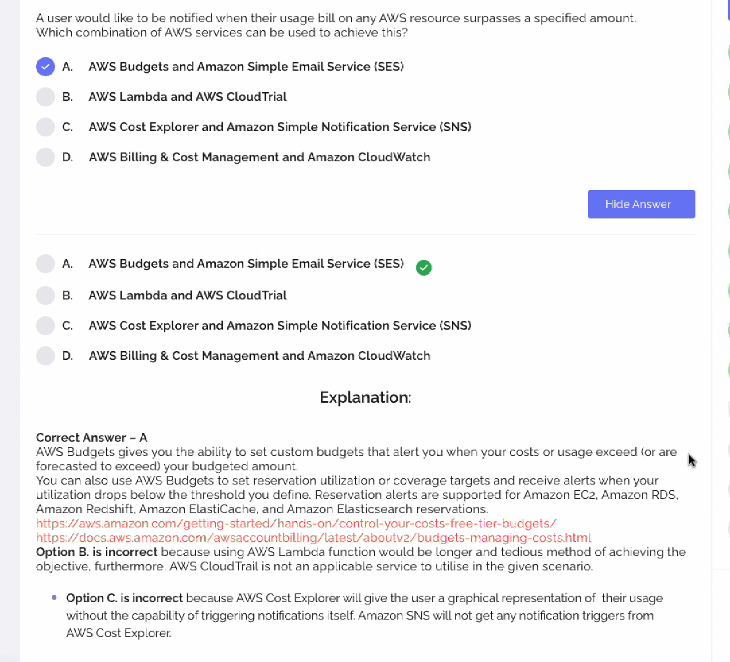 A user would like to be notified when their usage bill on any AWS resource surpasses a specified amount.
Which combination of AWS services can be used to achieve this?
A. AWS Budgets and Amazon Simple Email Service (SES)
B. AWS Lambda and AWS CloudTrial
C. AWS Cost Explorer and Amazon Simple Notification Service (SNS)
D. AWS Billing & Cost Management and Amazon CloudWatch
Hide Answer
A. AWS Budgets and Amazon Simple Email Service (SES)
B. AWS Lambda and AWS CloudTrial
C. AWS Cost Explorer and Amazon Simple Notification Service (SNS)
D. AWS Billing & Cost Management and Amazon CloudWatch
Explanation:
Correct Answer – A
AWS Budgets gives you the ability to set custom budgets that alert you when your costs or usage exceed (or are
forecasted to exceed) your budgeted amount.
You can also use AWS Budgets to set reservation utilization or coverage targets and receive alerts when your
utilization drops below the threshold you define. Reservation alerts are supported for Amazon EC2, Amazon RDS,
Amazon Redshift, Amazon ElastiCache, and Amazon Elasticsearch reservations.
https://aws.amazon.com/getting-started/hands-on/control-your-costs-free-tier-budgets/
https://docs.aws.amazon.com/awsaccountbilling/latest/aboutv2/budgets-managing-costs.html
Option B. is incorrect because using AWS Lambda function would be longer and tedious method of achieving the
objective, furthermore. AWS CloudTrail is not an applicable service to utilise in the given scenario.
• Option C. is incorrect because AWS Cost Explorer will give the user a graphical representation of their usage
without the capability of triggering notifications itself. Amazon SNS will not get any notification triggers from
AWS Cost Explorer.